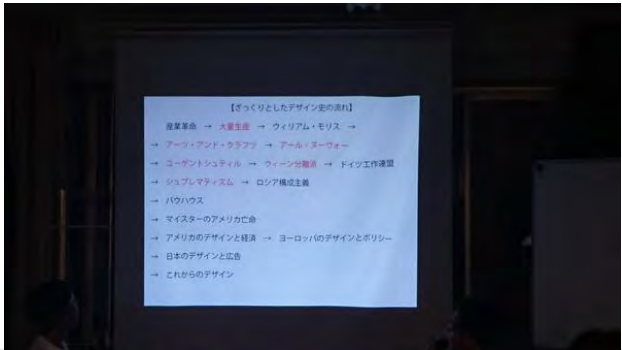 【ざっくりとしたデザイン史の流れ】
産業革命 → 大量生産 → ウィリアム・モリス →
→ アーツ・アンド・クラフツ → アール・ヌーヴォー
→ ユーゲントシュティル → ウィーン分離派 → ドイツ工作連盟
→ シュプレマティスム → ロシア構成主義
→ バウハウス
→ マイスターのアメリカ亡命
→ アメリカのデザインと経済 → ヨーロッパのデザインとポリシー
→ 日本のデザインと広告
→ これからのデザイン